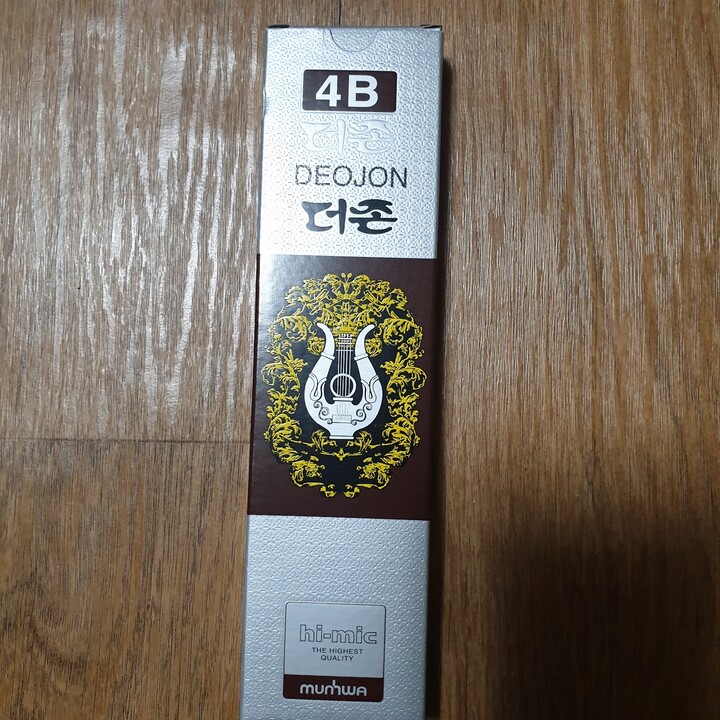 4B
더존
DEOJON
더존
hi-mic
THE HIGHEST
QUALITY
munhwa